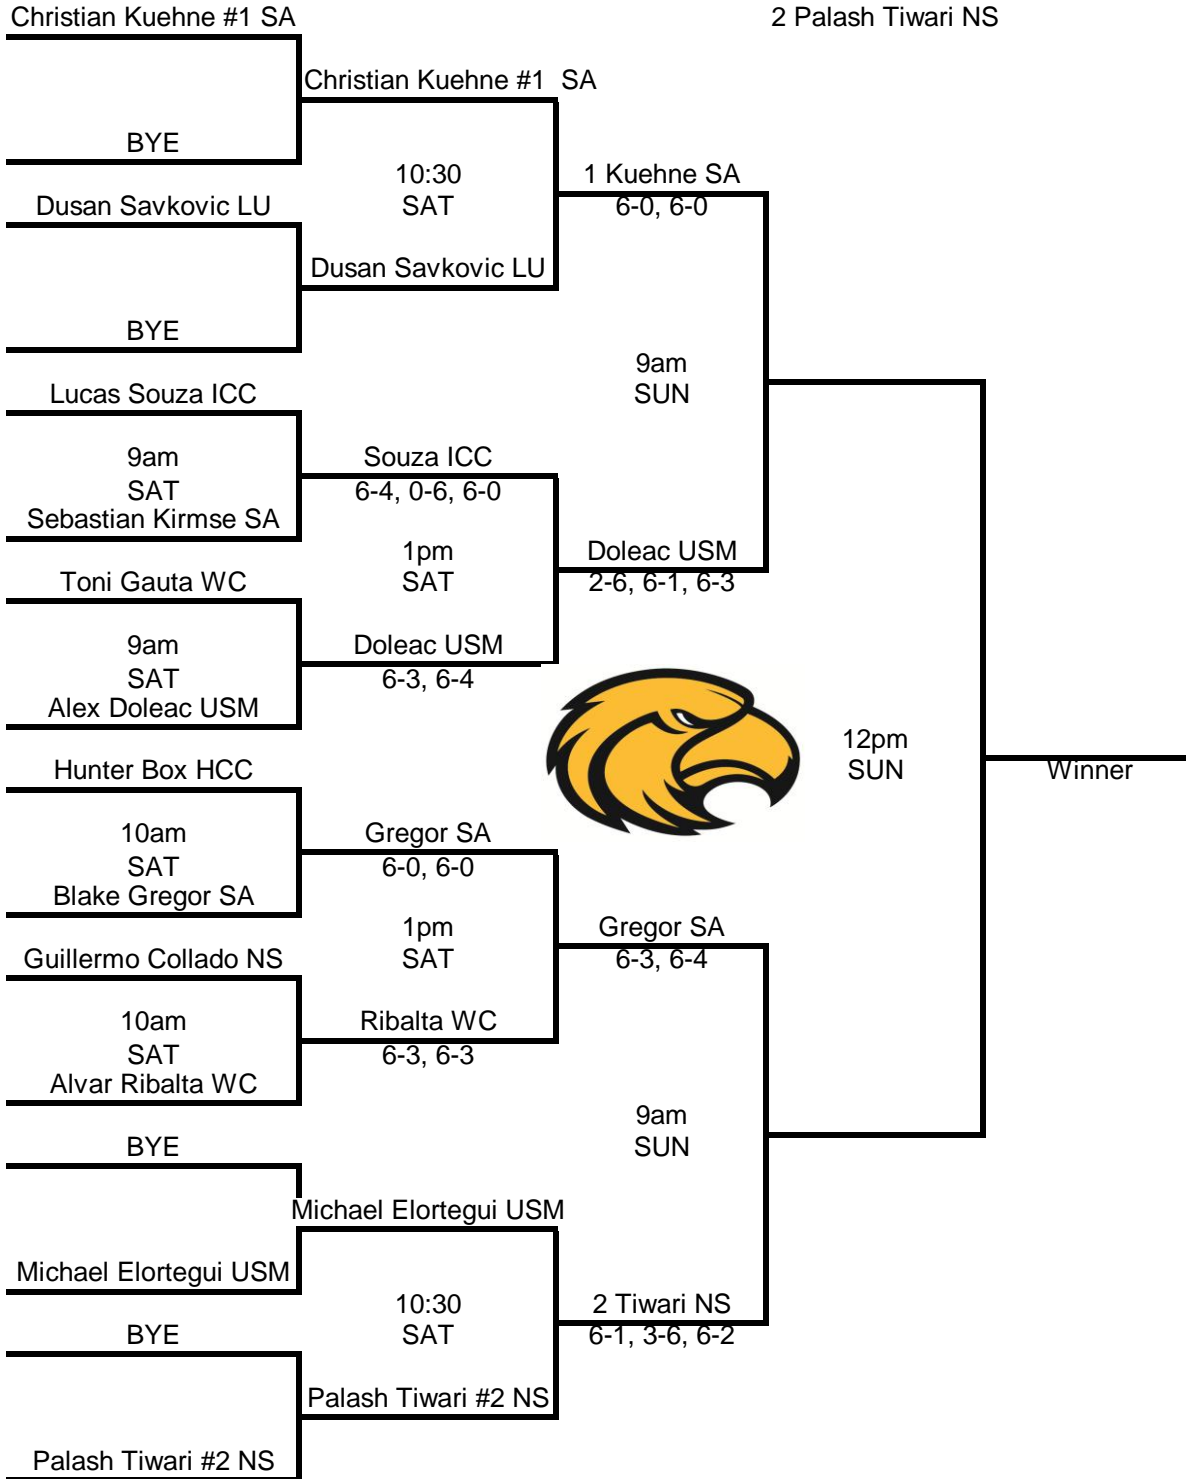 Christian Kuehne #1 SA
2 Palash Tiwari NS
Christian Kuehne #1  SA
BYE
10:30
SAT
1 Kuehne SA
6-0, 6-0
Dusan Savkovic LU
Dusan Savkovic LU
BYE
9am
SUN
Lucas Souza ICC
9am
SAT
Souza ICC
6-4, 0-6, 6-0
Sebastian Kirmse SA
1pm
SAT
Doleac USM
2-6, 6-1, 6-3
Toni Gauta WC
9am
SAT
Doleac USM
6-3, 6-4
Alex Doleac USM
12pm
SUN
Winner
Hunter Box HCC
10am
SAT
Gregor SA
6-0, 6-0
Blake Gregor SA
1pm
SAT
Gregor SA
6-3, 6-4
Guillermo Collado NS
10am
SAT
Ribalta WC
6-3, 6-3
Alvar Ribalta WC
9am
SUN
BYE
Michael Elortegui USM
Michael Elortegui USM
10:30
SAT
2 Tiwari NS
6-1, 3-6, 6-2
BYE
Palash Tiwari #2 NS
Palash Tiwari #2 NS